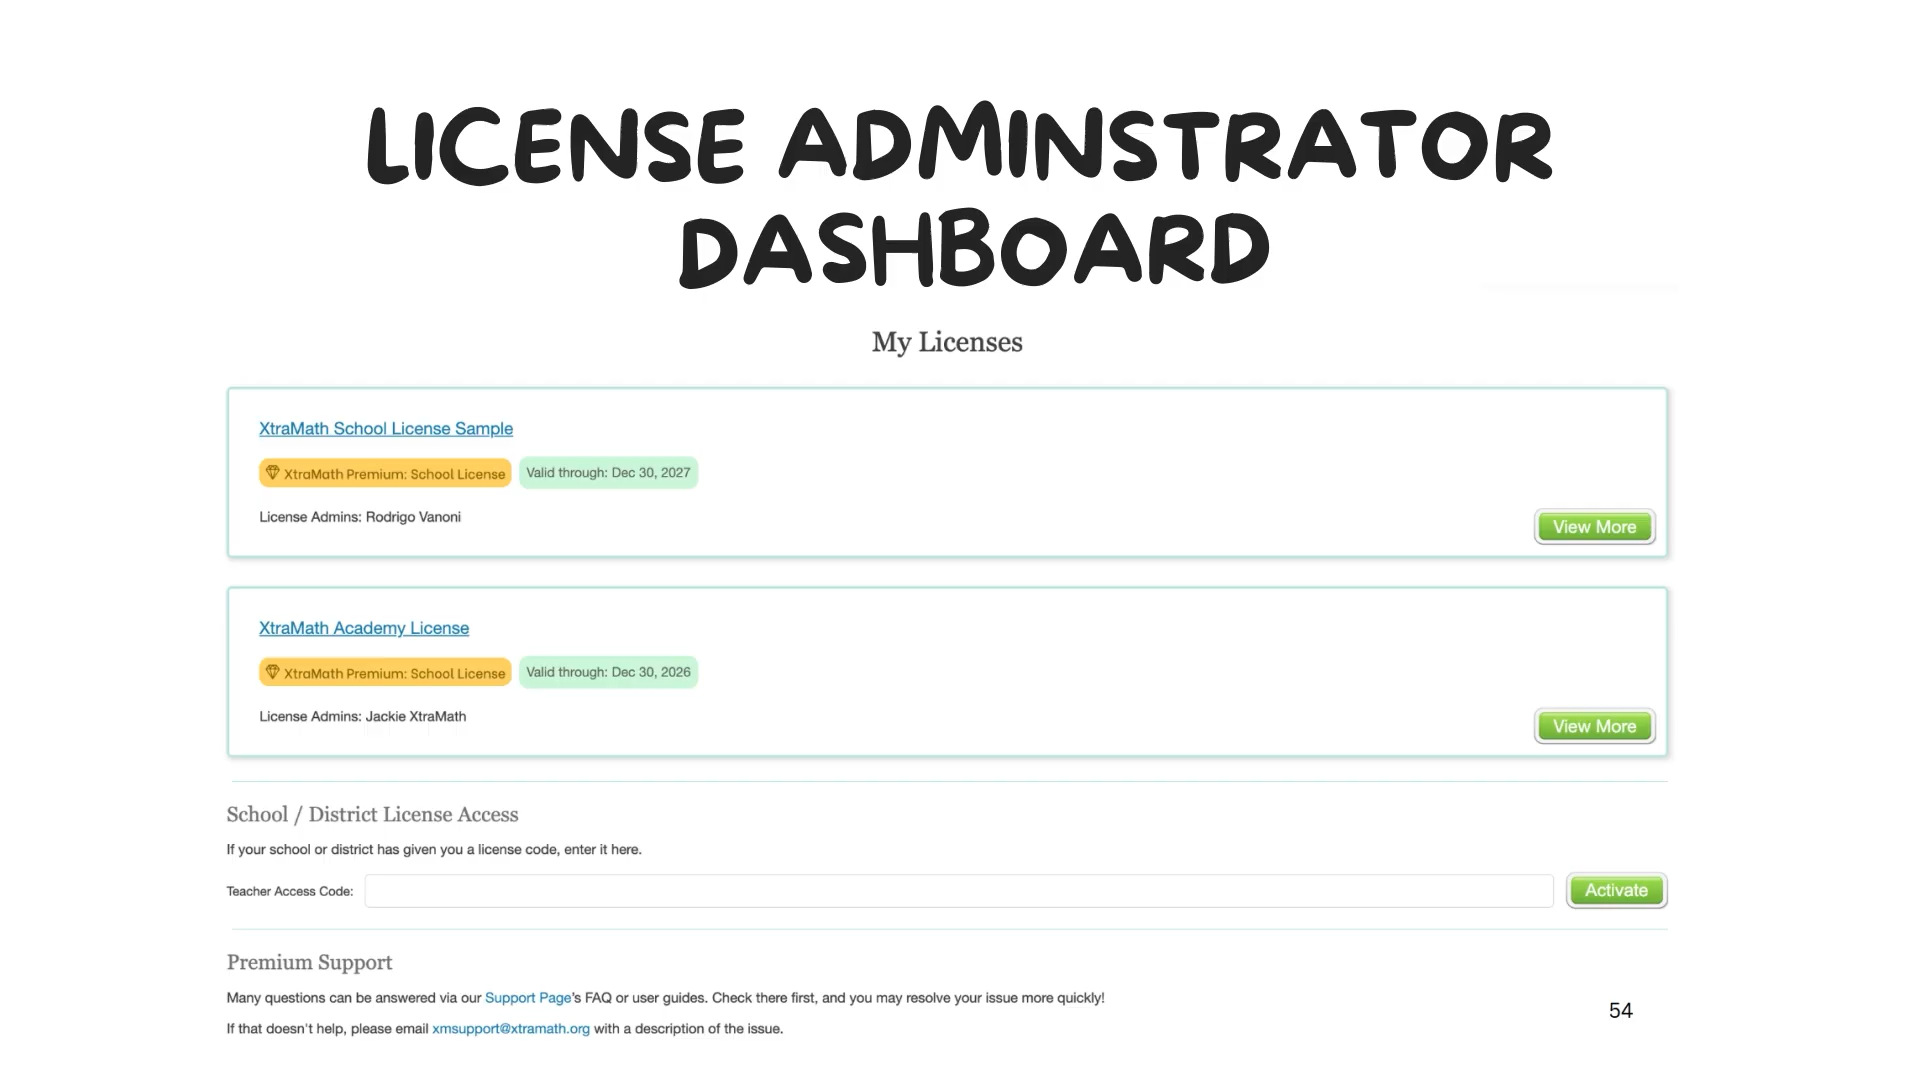 LICENSE ADMINSTRATOR
DASHBOARD
My Licenses
XtraMath School License Sample
XtraMath Premium: School License Valid through: Dec 30, 2027
License Admins: Rodrigo Vanoni
View More
XtraMath Academy License
XtraMath Premium: School License Valid through: Dec 30, 2026
License Admins: Jackie XtraMath
View More
School / District License Access
If your school or district has given you a license code, enter it here.
Teacher Access Code: Activate
Premium Support
Many questions can be answered via our Support Page's FAQ or user guides. Check there first, and you may resolve your issue more quickly!
If that doesn't help, please email xmsupport@xtramath.org with a description of the issue.
54